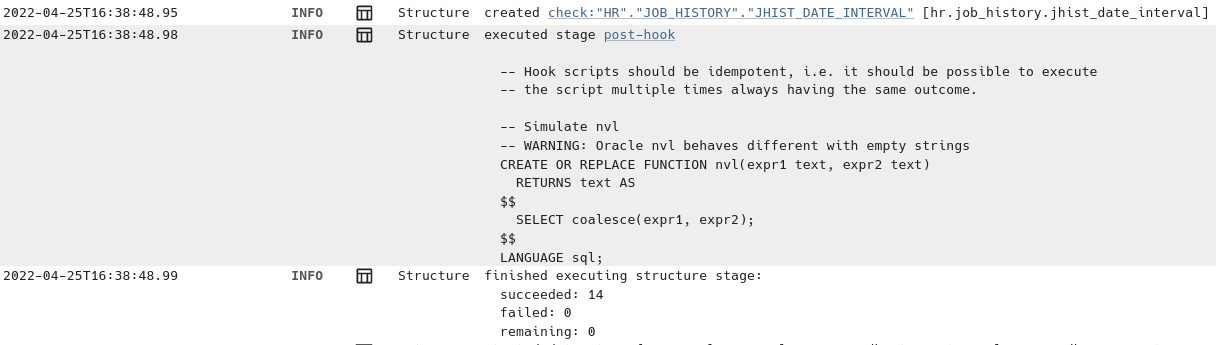 2022-04-25T16:38:48.95 INFO Structure created check:"HR"."JOB_HISTORY"."JHIST_DATE_INTERVAL" [hr.job_history.jhist_date_interval]
2022-04-25T16:38:48.98 INFO Structure executed stage post-hook
-- Hook scripts should be idempotent, i.e. it should be possible to execute
-- the script multiple times always having the same outcome.
-- Simulate nvl
-- WARNING: Oracle nvl behaves different with empty strings
CREATE OR REPLACE FUNCTION nvl(expr1 text, expr2 text)
RETURNS text AS
$$
SELECT coalesce(expr1, expr2);
$$
LANGUAGE sql;
2022-04-25T16:38:48.99 INFO Structure finished executing structure stage:
succeeded: 14
failed: 0
remaining: 0